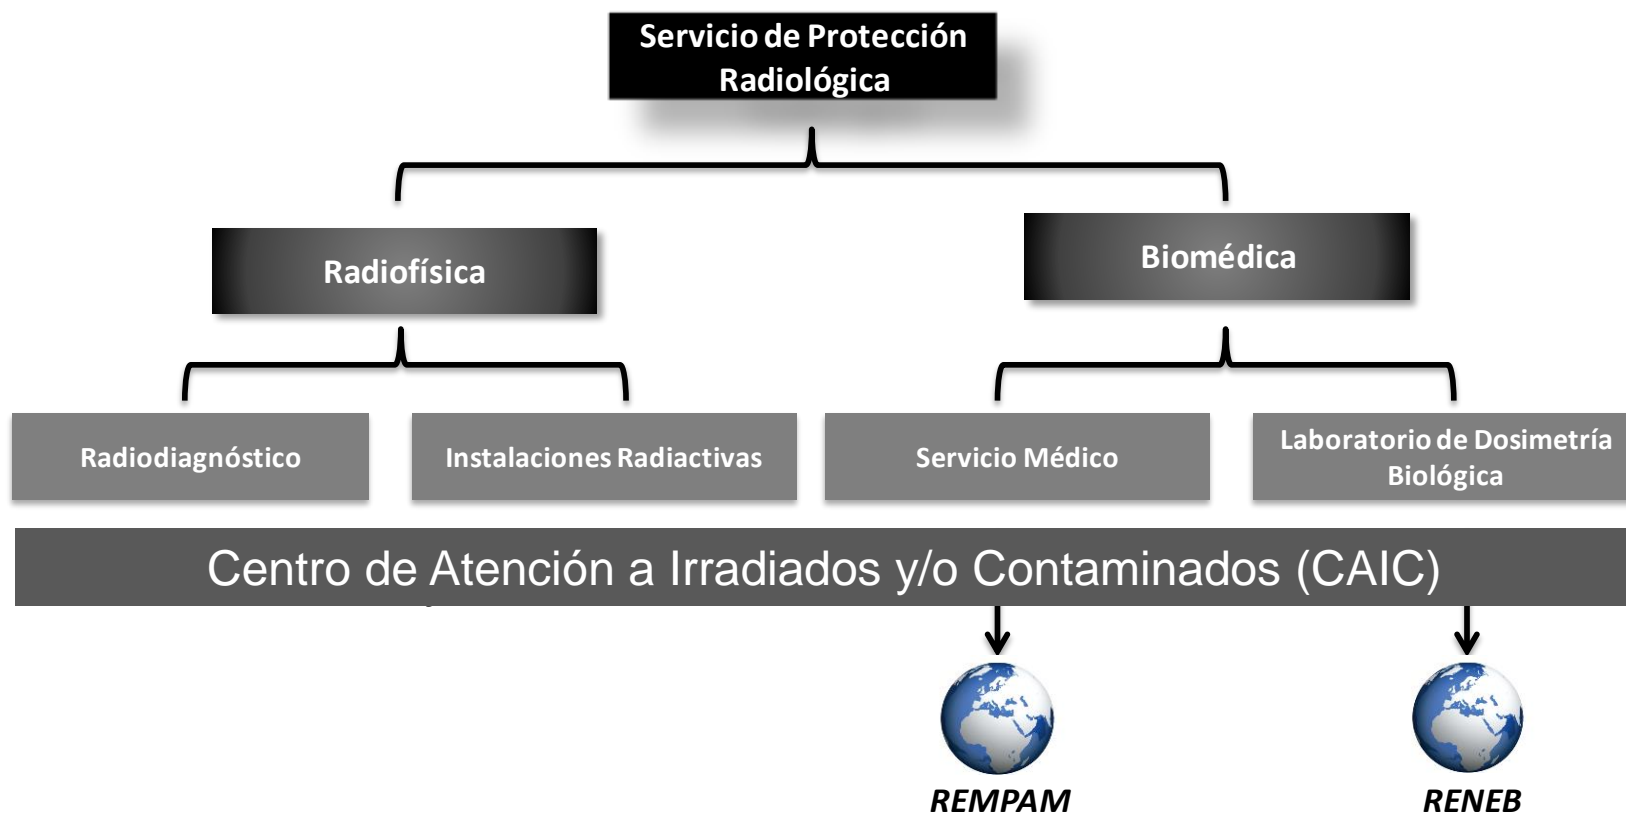 Servicio de Protección
Radiológica
Radiofísica
Biomédica
Radiodiagnóstico
Instalaciones Radiactivas
Servicio Médico
Laboratorio de Dosimetría
Biológica
Centro de Atención a Irradiados y/o Contaminados (CAIC)
REMPAM
RENEB